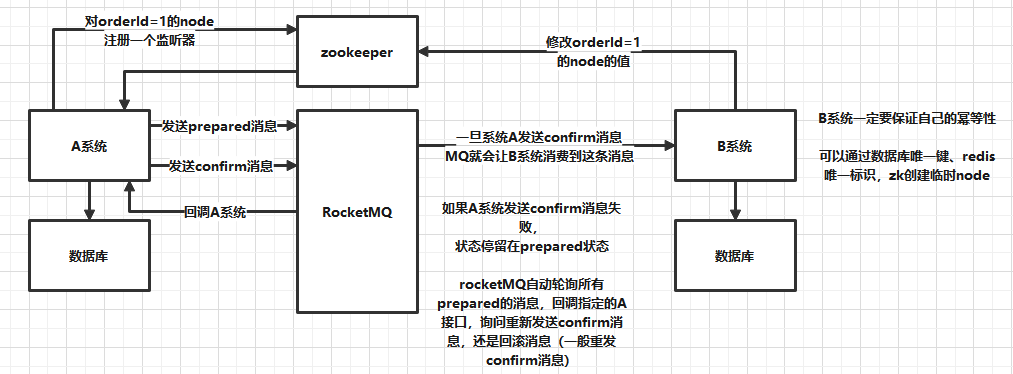 对orderId=1的node
注册一个监听器
zookeeper
修改orderId=1
的node的值
A系统
发送prepared消息
发送confirm消息
回调A系统
RocketMQ
一旦系统A发送confirm消息
MQ就会让B系统消费到这条消息
B系统
B系统一定要保证自己的幂等性
可以通过数据库唯一键、redis
唯一标识，zk创建临时node
数据库
数据库
如果A系统发送confirm消息失
败，
状态停留在prepared状态
rocketMQ自动轮询所有
prepared的消息，回调指定的A
接口，询问重新发送confirm消
息，还是回滚消息（一般重发
confirm消息）